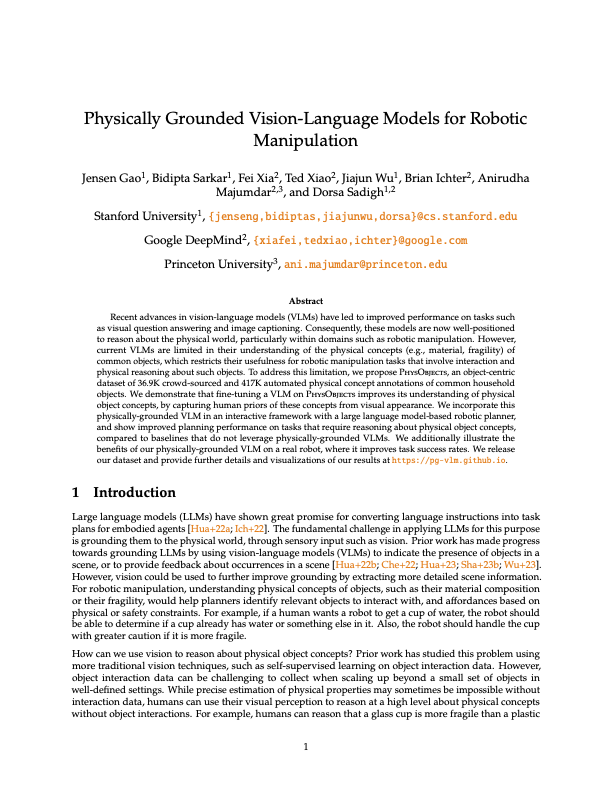 Physically Grounded Vision-Language Models for Robotic
Manipulation
Jensen Gao1, Bidipta Sarkar1, Fei Xia2, Ted Xiao2, Jiajun Wu1, Brian Ichter2, Anirudha
Majumdar2,3, and Dorsa Sadigh1,2
Stanford University1, {jenseng,bidiptas,jiajunwu,dorsa}@cs.stanford.edu
Google DeepMind2, {xiafei,tedxiao,ichter}@google.com
Princeton University3, ani.majumdar@princeton.edu
Abstract
Recent advances in vision-language models (VLMs) have led to improved performance on tasks such
as visual question answering and image captioning. Consequently, these models are now well-positioned
to reason about the physical world, particularly within domains such as robotic manipulation. However,
current VLMs are limited in their understanding of the physical concepts (e.g., material, fragility) of
common objects, which restricts their usefulness for robotic manipulation tasks that involve interaction and
physical reasoning about such objects. To address this limitation, we propose PhysObjects, an object-centric
dataset of 36.9K crowd-sourced and 417K automated physical concept annotations of common household
objects. We demonstrate that fine-tuning a VLM on PhysObjects improves its understanding of physical
object concepts, by capturing human priors of these concepts from visual appearance. We incorporate this
physically-grounded VLM in an interactive framework with a large language model-based robotic planner,
and show improved planning performance on tasks that require reasoning about physical object concepts,
compared to baselines that do not leverage physically-grounded VLMs. We additionally illustrate the
benefits of our physically-grounded VLM on a real robot, where it improves task success rates. We release
our dataset and provide further details and visualizations of our results at https://pg-vlm.github.io.
1 Introduction
Large language models (LLMs) have shown great promise for converting language instructions into task
plans for embodied agents [Hua+22a; Ich+22]. The fundamental challenge in applying LLMs for this purpose
is grounding them to the physical world, through sensory input such as vision. Prior work has made progress
towards grounding LLMs by using vision-language models (VLMs) to indicate the presence of objects in a
scene, or to provide feedback about occurrences in a scene [Hua+22b; Che+22; Hua+23; Sha+23b; Wu+23].
However, vision could be used to further improve grounding by extracting more detailed scene information.
For robotic manipulation, understanding physical concepts of objects, such as their material composition
or their fragility, would help planners identify relevant objects to interact with, and affordances based on
physical or safety constraints. For example, if a human wants a robot to get a cup of water, the robot should
be able to determine if a cup already has water or something else in it. Also, the robot should handle the cup
with greater caution if it is more fragile.
How can we use vision to reason about physical object concepts? Prior work has studied this problem using
more traditional vision techniques, such as self-supervised learning on object interaction data. However,
object interaction data can be challenging to collect when scaling up beyond a small set of objects in
well-defined settings. While precise estimation of physical properties may sometimes be impossible without
interaction data, humans can use their visual perception to reason at a high level about physical concepts
without object interactions. For example, humans can reason that a glass cup is more fragile than a plastic
1